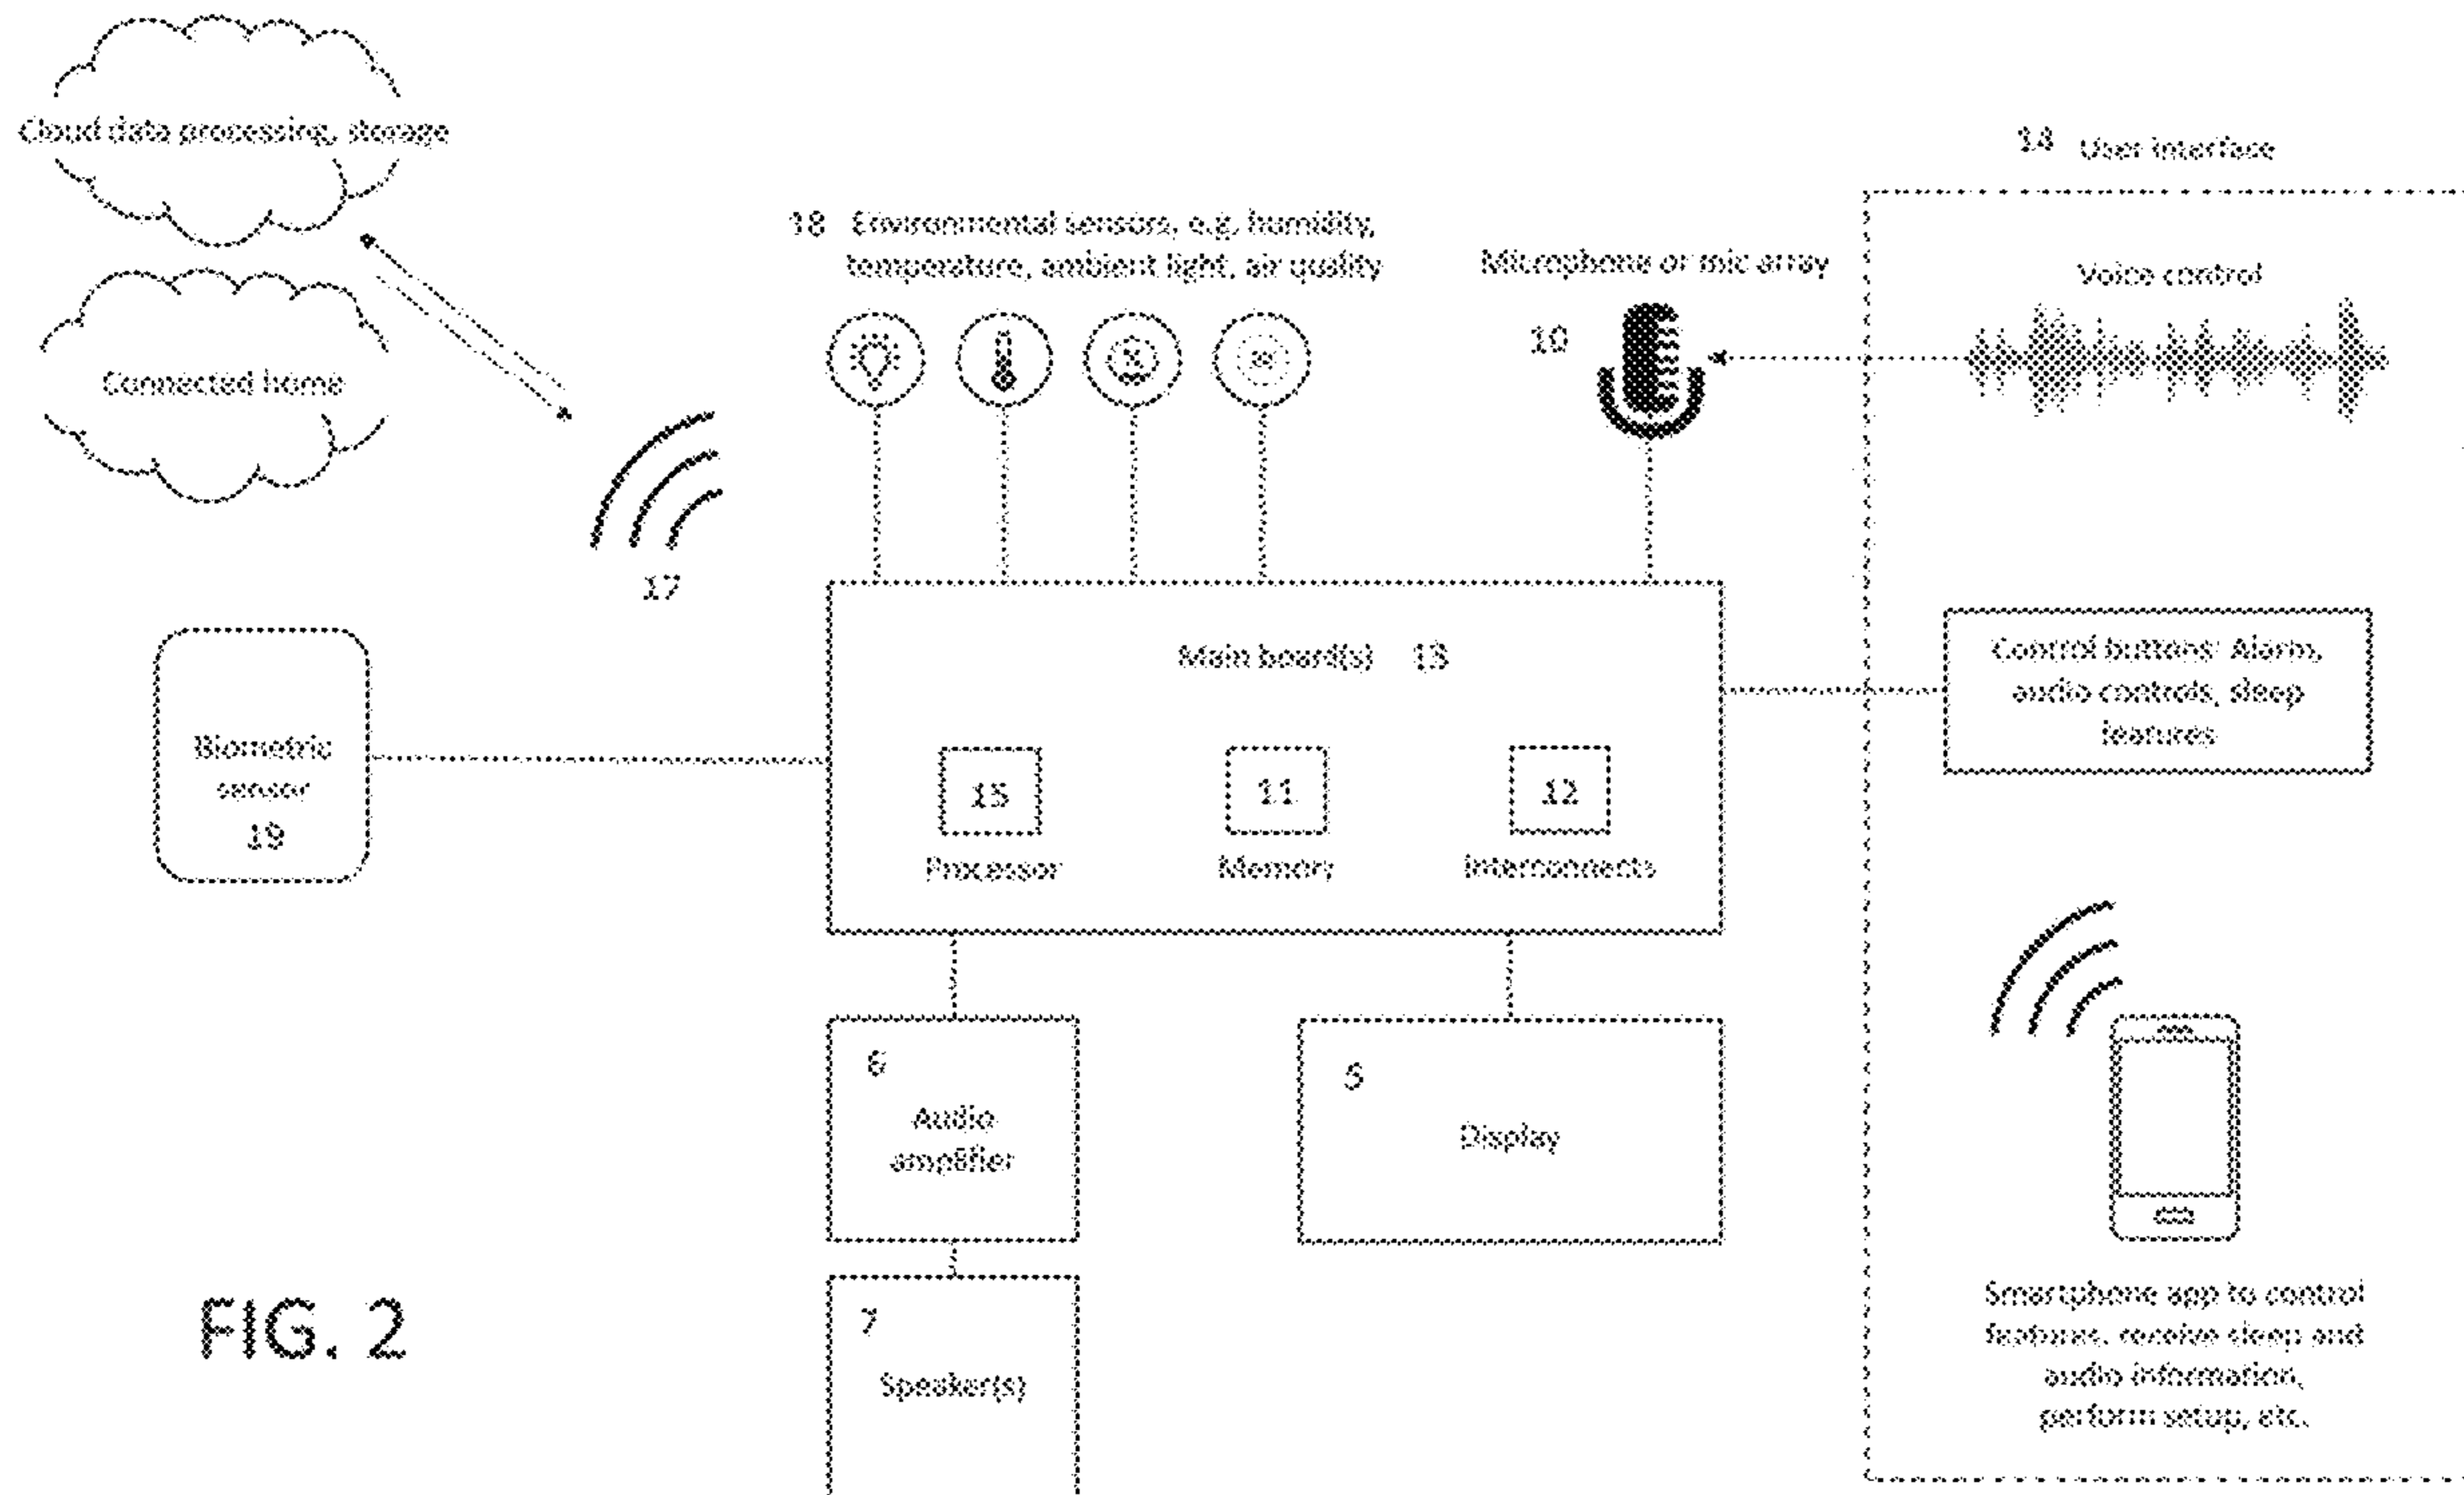 Cloud data processing, storage
Connected home
17
18 Environmental sensors, e.g. humidity,
temperature, ambient light, air quality
Microphone or mic array
10
14 User interface
Voice control
Main board(s) 13
15
Processor
11
Memory
12
Interconnects
Control buttons: Alarm,
audio controls, sleep
features
Biometric
sensor
19
6
Audio
amplifier
5
Display
7
Speaker(s)
Smartphone app to control
features, receive sleep and
audio information,
perform setup, etc.
FIG. 2